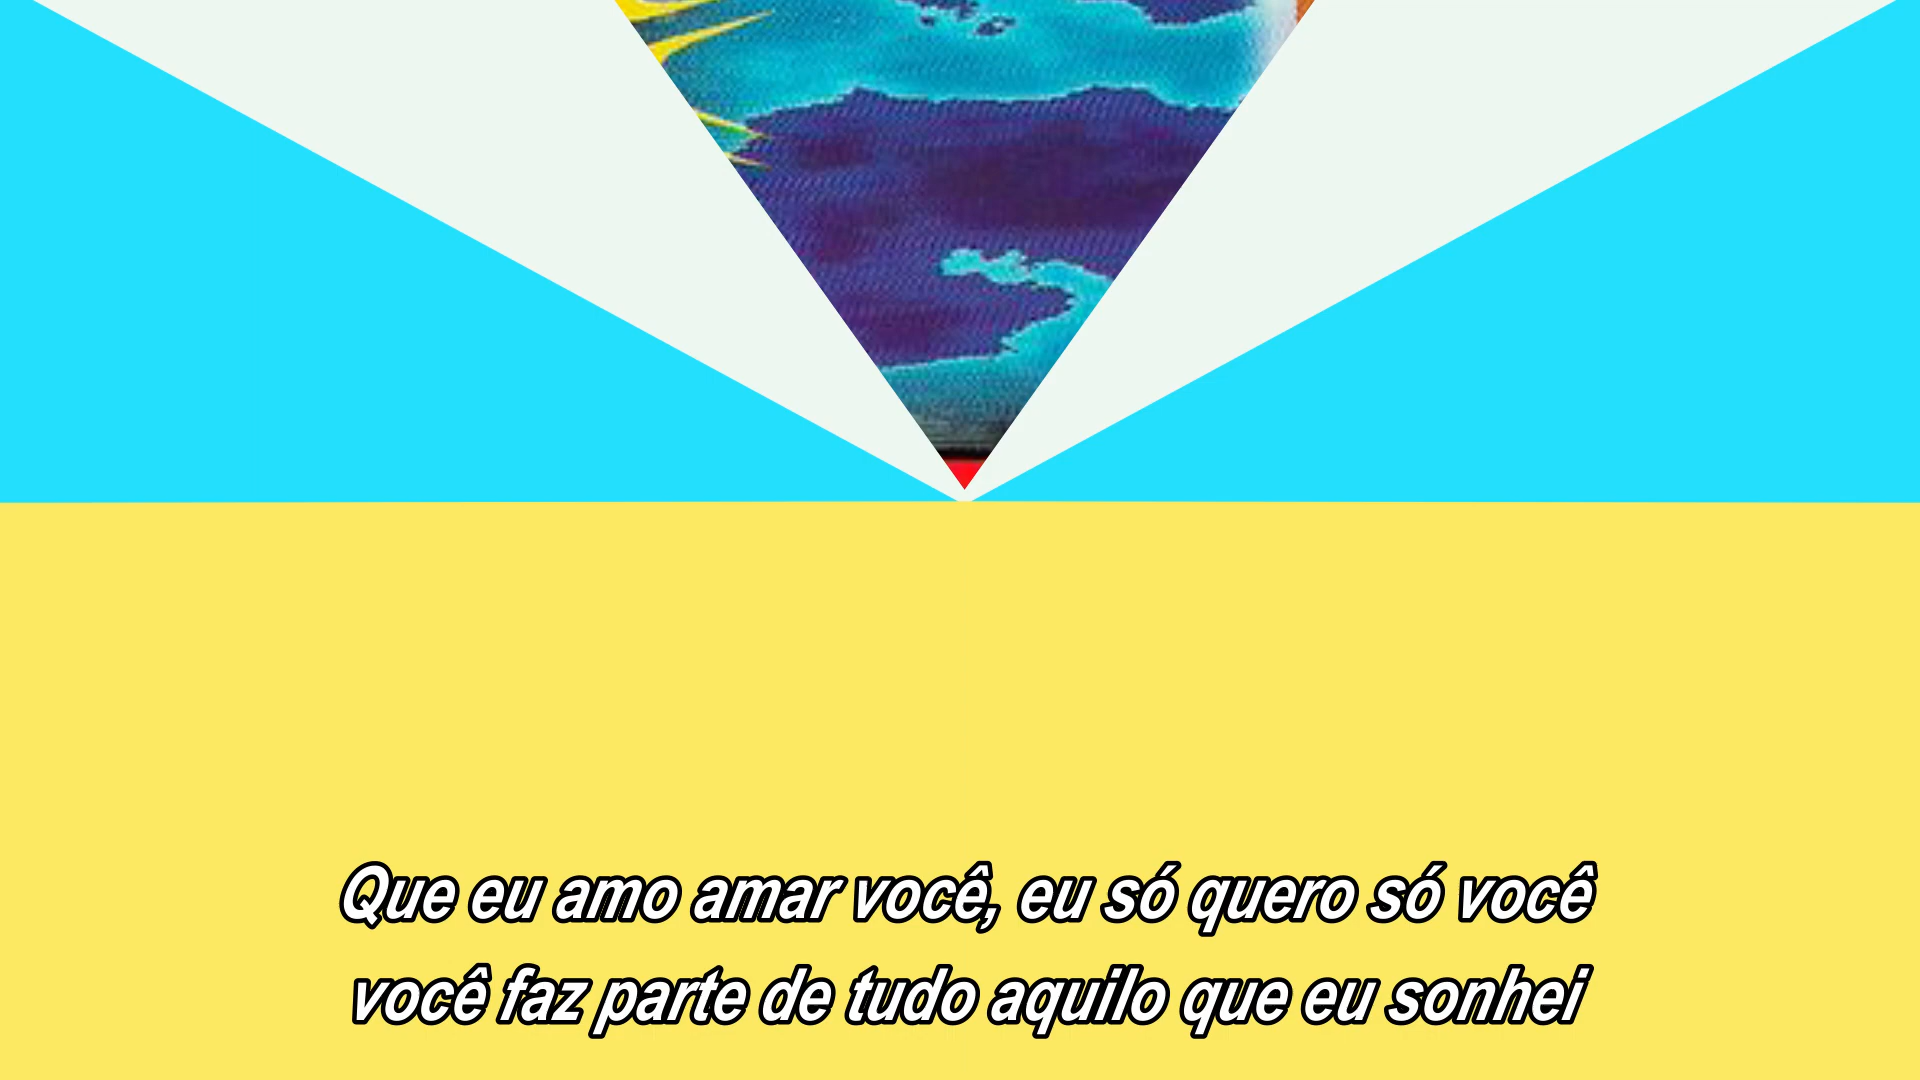 Que eu amo amar você, eu só quero só você
você faz parte de tudo aquilo que eu sonhei